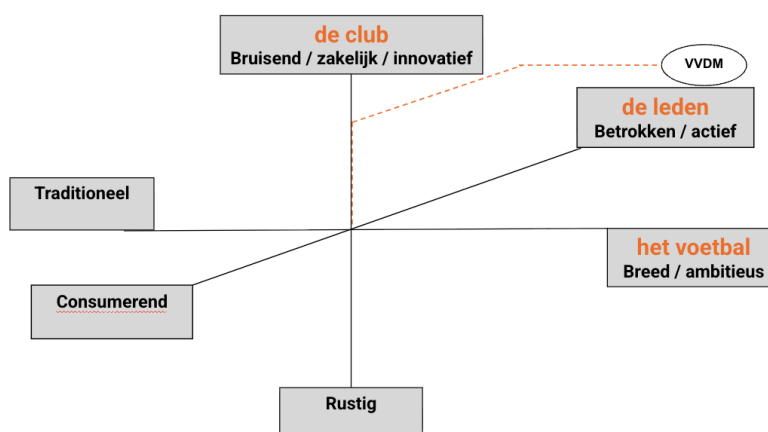 de club
Bruisend / zakelijk / innovatief
VVDM
de leden
Betrokken / actief
Traditioneel
het voetbal
Breed / ambitieus
Consumerend
Rustig